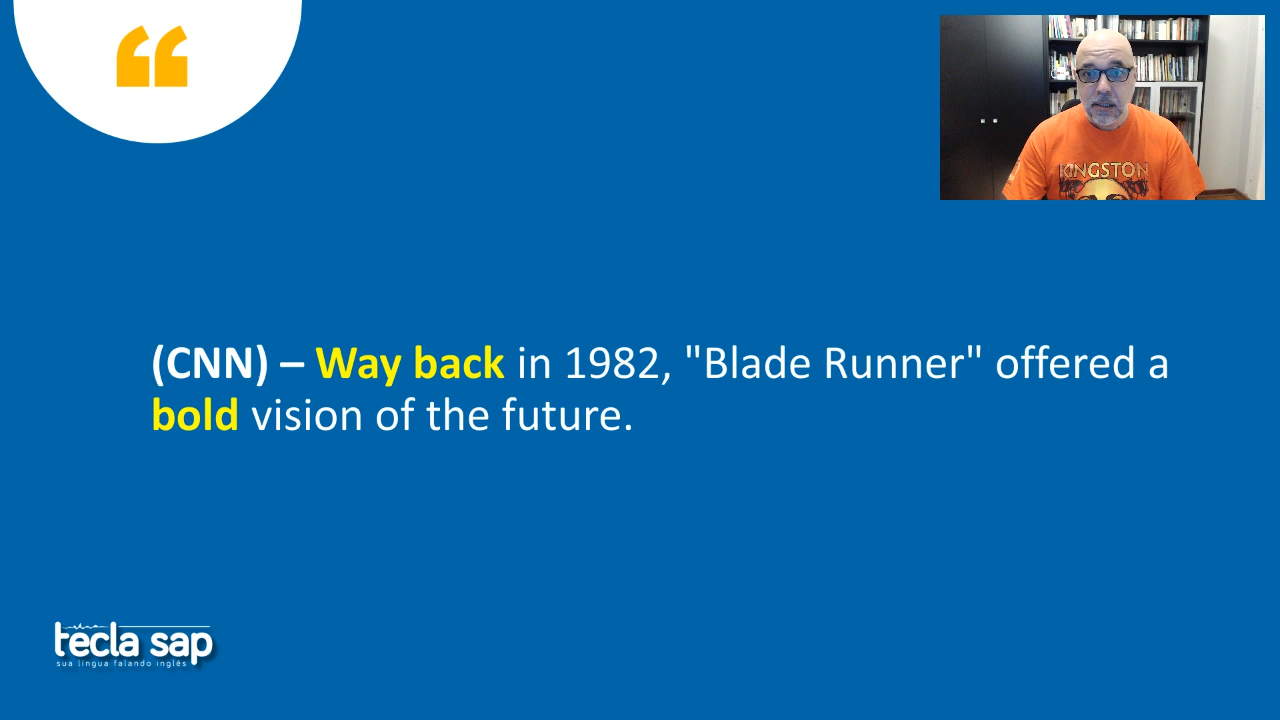 “
KINGSTON
(CNN) – Way back in 1982, "Blade Runner" offered a
bold vision of the future.
tecla sap
sua língua falando inglês